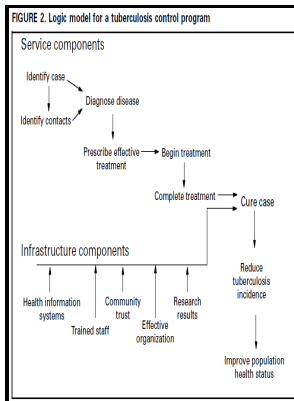 FIGURE 2. Logic model for a tuberculosis control program
Service components
Identify case
Diagnose disease
Identify contacts
Prescribe effective
treatment
Begin treatment
Complete treatment
Cure case
Infrastructure components
Reduce
tuberculosis
incidence
Health information
systems
Trained staff
Community
trust
Effective
organization
Research
results
Improve population
health status